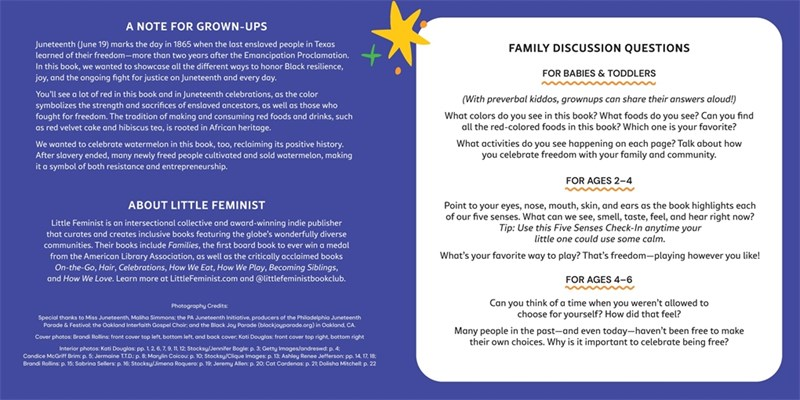 A NOTE FOR GROWN-UPS
Juneteenth (June 19) marks the day in 1865 when the last enslaved people in Texas
learned of their freedom—more than two years after the Emancipation Proclamation.
In this book, we wanted to showcase all the different ways to honor Black resilience,
joy, and the ongoing fight for justice on Juneteenth and every day.
You'll see a lot of red in this book and in Juneteenth celebrations, as the color
symbolizes the strength and sacrifices of enslaved ancestors, as well as those who
fought for freedom. The tradition of making and consuming red foods and drinks, such
as red velvet cake and hibiscus tea, is rooted in African heritage.
We wanted to celebrate watermelon in this book, too, reclaiming its positive history.
After slavery ended, many newly freed people cultivated and sold watermelon, making
it a symbol of both resistance and entrepreneurship.
ABOUT LITTLE FEMINIST
Little Feminist is an intersectional collective and award-winning indie publisher
that curates and creates inclusive books featuring the globe's wonderfully diverse
communities. Their books include Families, the first board book to ever win a medal
from the American Library Association, as well as the critically acclaimed books
On-the-Go, Hair, Celebrations, How We Eat, How We Play, Becoming Siblings,
and How We Love. Learn more at LittleFeminist.com and @littlefeministbookclub.
Photography Credits:
Special thanks to Miss Juneteenth, Maliha Simmons; the PA Juneteenth Initiative, producers of the Philadelphia Juneteenth
Parade & Festival; the Oakland Interfaith Gospel Choir; and the Black Joy Parade (blackjoyparade.org) in Oakland, CA.
Cover photos: Brandi Rollins: front cover top left, bottom left, and back cover; Kati Douglas: front cover top right, bottom right
Interior photos: Kati Douglas: pp. 1, 2, 6, 7, 9, 11, 12; Stocksy/Jennifer Bogle: p. 3; Getty Images/andreswd: p. 4;
Candice McGriff Brim: p. 5; Jermaine T.T.D.: p. 8; Marylin Caicou: p. 10; Stocksy/Clique Images: p. 13; Ashley Renee Jefferson: pp. 14, 17, 18;
Brandi Rollins: p. 15; Sabrina Sellers: p. 16; Stocksy/Jimena Roquero: p. 19; Jeremy Allen: p. 20; Cat Cardenas: p. 21; Dalisha Mitchell: p. 22
FAMILY DISCUSSION QUESTIONS
FOR BABIES & TODDLERS
(With preverbal kiddos, grownups can share their answers aloud!)
What colors do you see in this book? What foods do you see? Can you find
all the red-colored foods in this book? Which one is your favorite?
What activities do you see happening on each page? Talk about how
you celebrate freedom with your family and community.
FOR AGES 2–4
Point to your eyes, nose, mouth, skin, and ears as the book highlights each
of our five senses. What can we see, smell, taste, feel, and hear right now?
Tip: Use this Five Senses Check-In anytime your
little one could use some calm.
What's your favorite way to play? That's freedom—playing however you like!
FOR AGES 4–6
Can you think of a time when you weren't allowed to
choose for yourself? How did that feel?
Many people in the past—and even today—haven't been free to make
their own choices. Why is it important to celebrate being free?